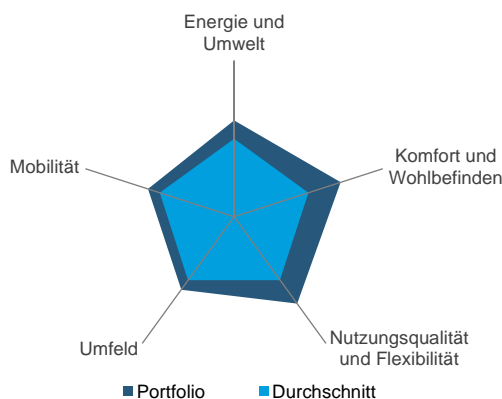 Energie und
Umwelt
Mobilität
Komfort und
Wohlbefinden
Umfeld
Nutzungsqualität
und Flexibilität
Portfolio
Durchschnitt